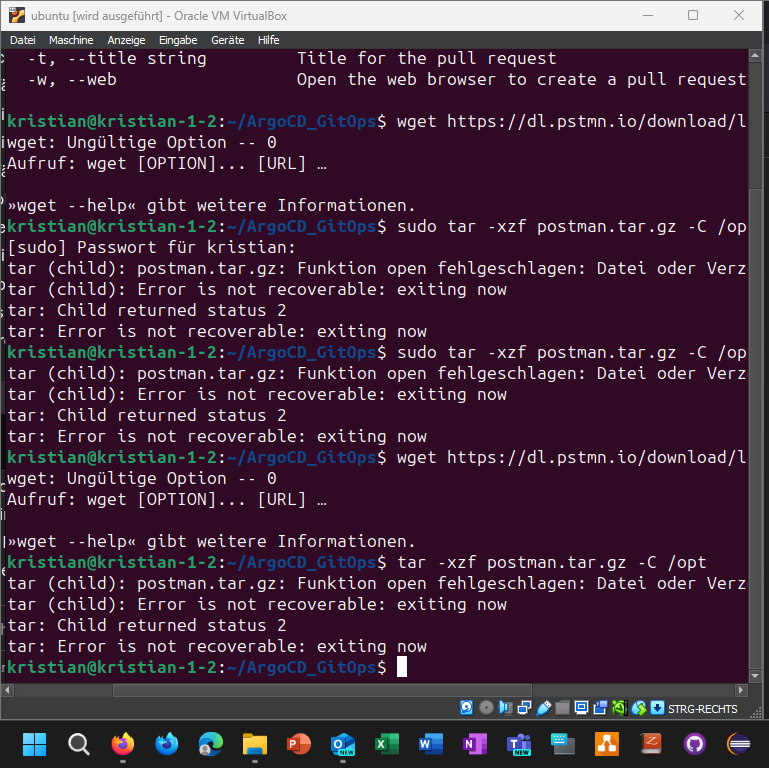 ubuntu [wird ausgeführt] - Oracle VM VirtualBox
Datei Maschine Anzeige Eingabe Geräte Hilfe
-t, --title string Title for the pull request
-w, --web Open the web browser to create a pull request
kristian@kristian-1-2:~/ArgoCD_GitOps$ wget https://dl.pstmn.io/download/l
wget: Ungültige Option -- 0
Aufruf: wget [OPTION]... [URL] …
»wget --help« gibt weitere Informationen.
kristian@kristian-1-2:~/ArgoCD_GitOps$ sudo tar -xzf postman.tar.gz -C /op
[sudo] Passwort für kristian:
tar (child): postman.tar.gz: Funktion open fehlgeschlagen: Datei oder Verz
tar (child): Error is not recoverable: exiting now
tar: Child returned status 2
tar: Error is not recoverable: exiting now
kristian@kristian-1-2:~/ArgoCD_GitOps$ sudo tar -xzf postman.tar.gz -C /op
tar (child): postman.tar.gz: Funktion open fehlgeschlagen: Datei oder Verz
tar (child): Error is not recoverable: exiting now
tar: Child returned status 2
tar: Error is not recoverable: exiting now
kristian@kristian-1-2:~/ArgoCD_GitOps$ wget https://dl.pstmn.io/download/l
wget: Ungültige Option -- 0
Aufruf: wget [OPTION]... [URL] …
»wget --help« gibt weitere Informationen.
kristian@kristian-1-2:~/ArgoCD_GitOps$ tar -xzf postman.tar.gz -C /opt
tar (child): postman.tar.gz: Funktion open fehlgeschlagen: Datei oder Verz
tar (child): Error is not recoverable: exiting now
tar: Child returned status 2
tar: Error is not recoverable: exiting now
kristian@kristian-1-2:~/ArgoCD_GitOps$
STRG-RECHTS
P NEW X W N NEW